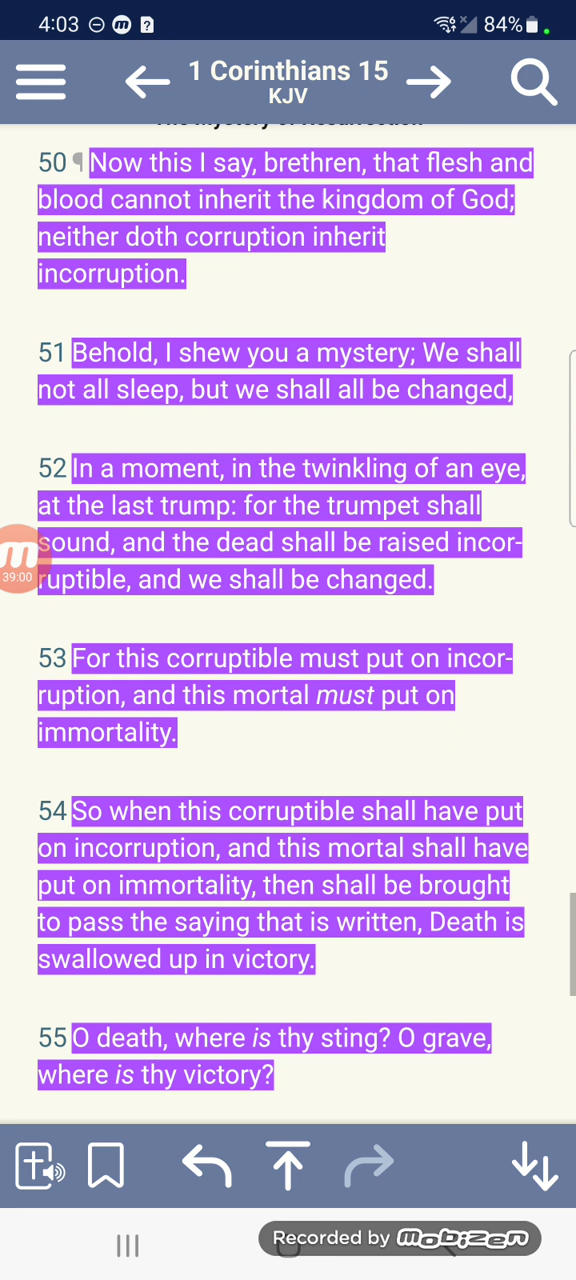 4:03 84%
1 Corinthians 15
KJV
The Mystery of Resurrection
50 ¶ Now this I say, brethren, that flesh and
blood cannot inherit the kingdom of God;
neither doth corruption inherit
incorruption.
51 Behold, I shew you a mystery; We shall
not all sleep, but we shall all be changed,
52 In a moment, in the twinkling of an eye,
at the last trump: for the trumpet shall
sound, and the dead shall be raised incor-
ruptible, and we shall be changed.
39:00
53 For this corruptible must put on incor-
ruption, and this mortal must put on
immortality.
54 So when this corruptible shall have put
on incorruption, and this mortal shall have
put on immortality, then shall be brought
to pass the saying that is written, Death is
swallowed up in victory.
55 O death, where is thy sting? O grave,
where is thy victory?
Recorded by mobizen